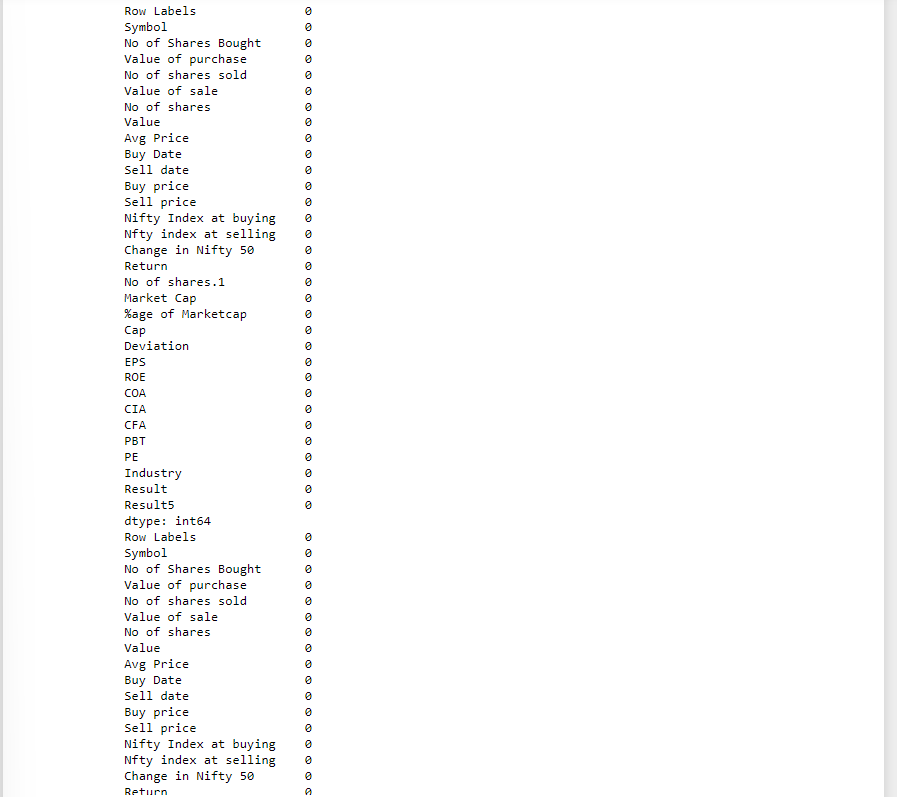 Row Labels 0
Symbol 0
No of Shares Bought 0
Value of purchase 0
No of shares sold 0
Value of sale 0
No of shares 0
Value 0
Avg Price 0
Buy Date 0
Sell date 0
Buy price 0
Sell price 0
Nifty Index at buying 0
Nfty index at selling 0
Change in Nifty 50 0
Return 0
No of shares.1 0
Market Cap 0
%age of Marketcap 0
Cap 0
Deviation 0
EPS 0
ROE 0
COA 0
CIA 0
CFA 0
PBT 0
PE 0
Industry 0
Result 0
Result5 0
dtype: int64
Row Labels 0
Symbol 0
No of Shares Bought 0
Value of purchase 0
No of shares sold 0
Value of sale 0
No of shares 0
Value 0
Avg Price 0
Buy Date 0
Sell date 0
Buy price 0
Sell price 0
Nifty Index at buying 0
Nfty index at selling 0
Change in Nifty 50 0
Return 0